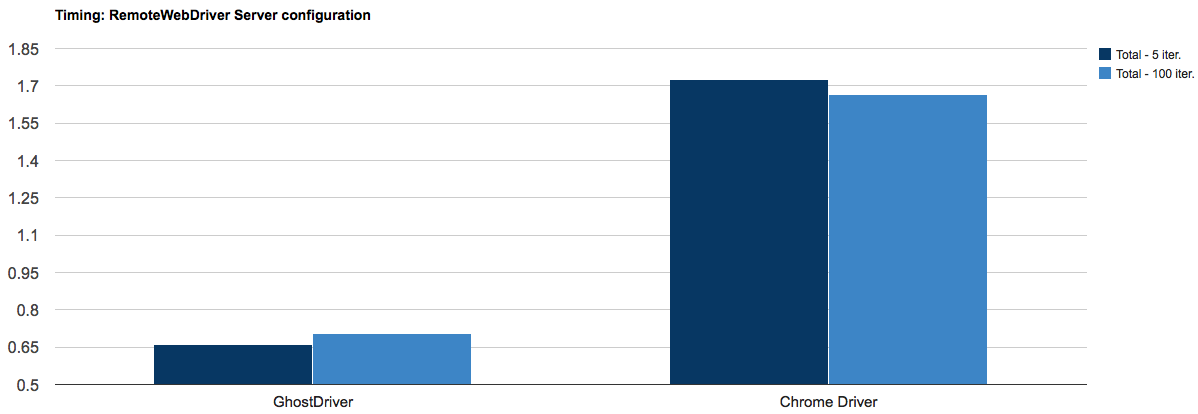 Timing: RemoteWebDriver Server configuration
1.85
1.7
1.55
1.4
1.25
1.1
0.95
0.8
0.65
0.5
GhostDriver
Chrome Driver
Total - 5 iter.
Total - 100 iter.